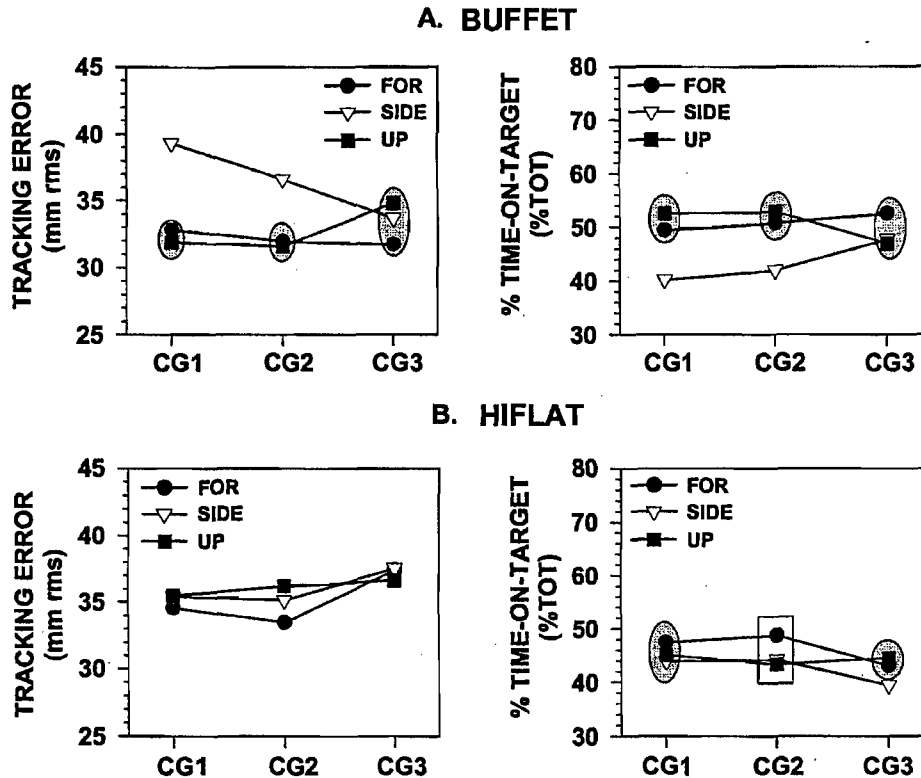 A. BUFFET
TRACKING ERROR
(mm rms)
45
40
35
30
25
FOR
SIDE
UP
CG1 CG2 CG3
% TIME-ON-TARGET
(%TOT)
80
70
60
50
40
30
FOR
SIDE
UP
CG1 CG2 CG3
B. HIFLAT
TRACKING ERROR
(mm rms)
45
40
35
30
25
FOR
SIDE
UP
CG1 CG2 CG3
% TIME-ON-TARGET
(%TOT)
80
70
60
50
40
30
FOR
SIDE
UP
CG1 CG2 CG3